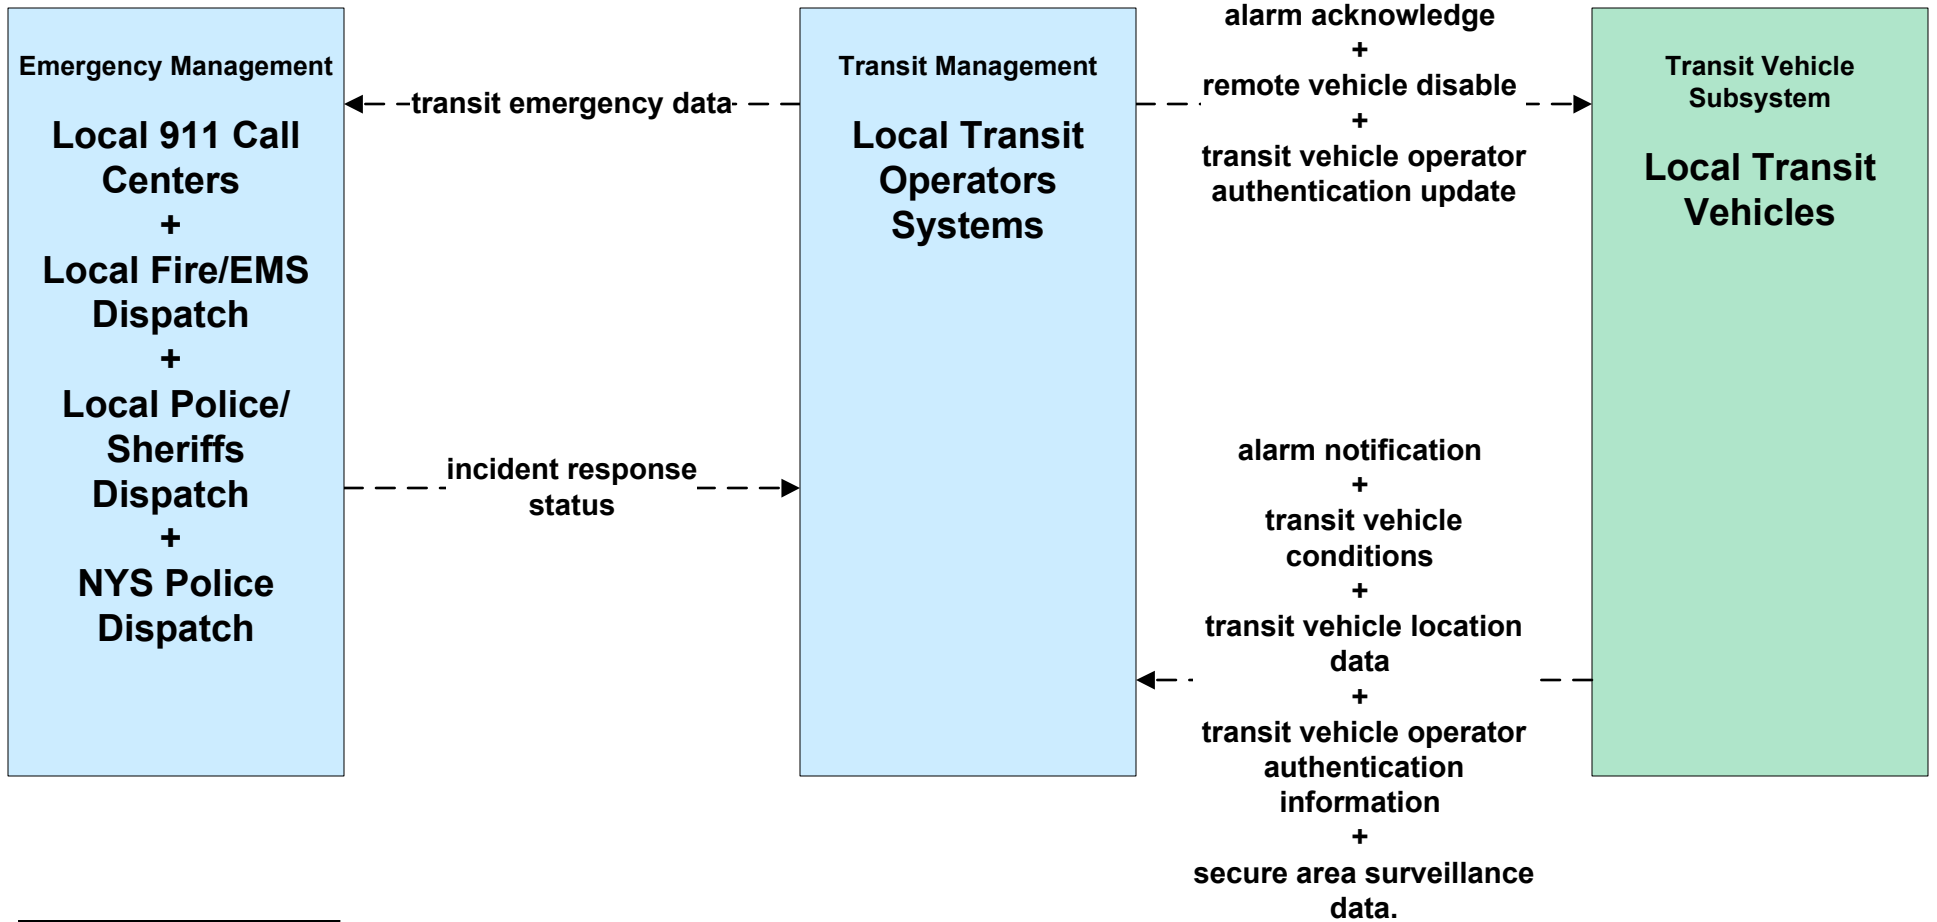 Emergency Management
Local 911 Call
Centers
+
Local Fire/EMS
Dispatch
+
Local Police/
Sheriffs
Dispatch
+
NYS Police
Dispatch
transit emergency data
incident response
status
Transit Management
Local Transit
Operators
Systems
alarm acknowledge
+
remote vehicle disable
+
transit vehicle operator
authentication update
alarm notification
+
transit vehicle
conditions
+
transit vehicle location
data
+
transit vehicle operator
authentication
information
+
secure area surveillance
data.
Transit Vehicle
Subsystem
Local Transit
Vehicles